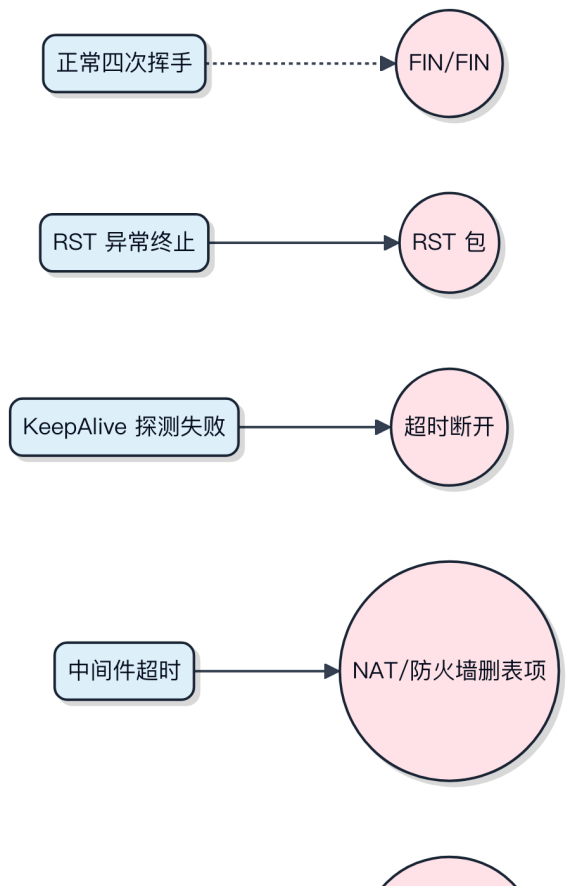 正常四次挥手
FIN/FIN
RST 异常终止
RST 包
KeepAlive 探测失败
超时断开
中间件超时
NAT/防火墙删表项